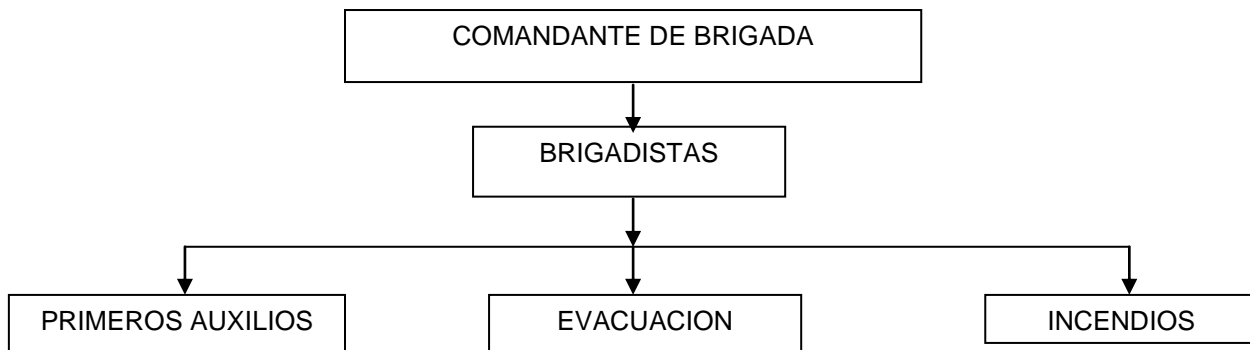 COMANDANTE DE BRIGADA
BRIGADISTAS
PRIMEROS AUXILIOS
EVACUACION
INCENDIOS